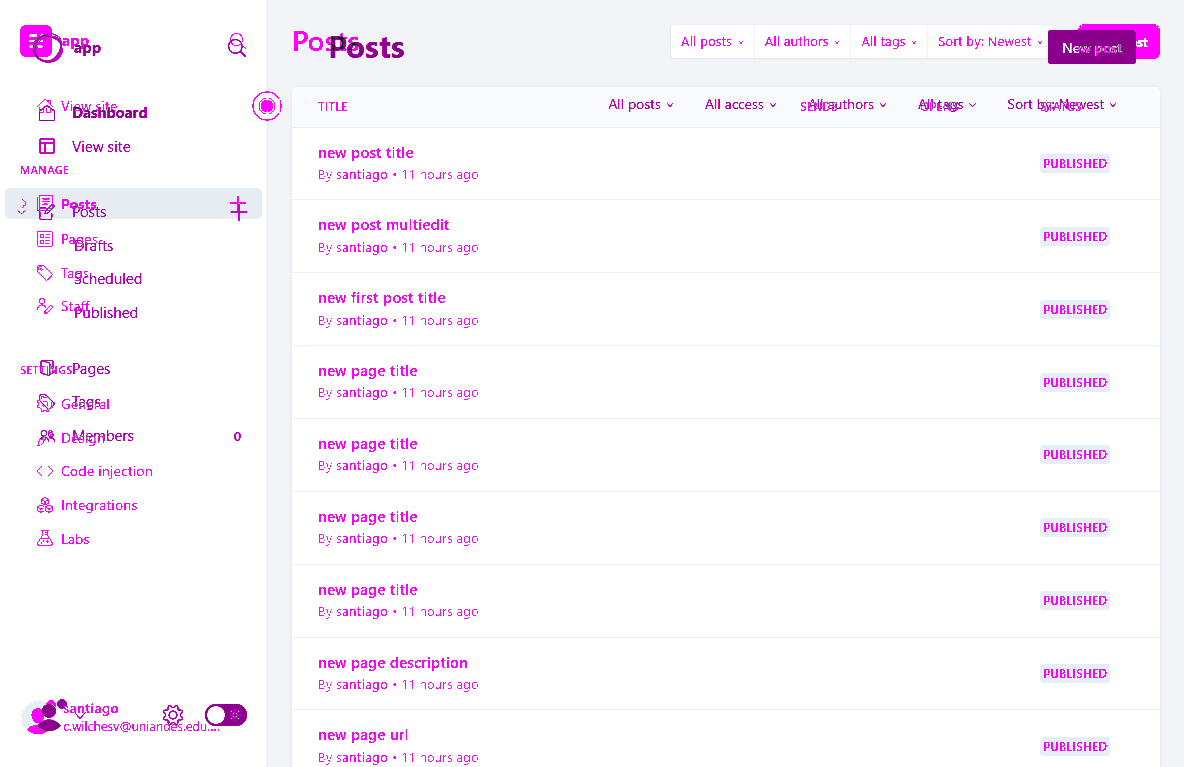 app
app
Posts
Posts
All posts
All authors
All tags
Sort by: Newest
New post
View site
Dashboard
View site
MANAGE
Posts
Posts
Pages
Drafts
Tags
Scheduled
Staff
Published
SETTINGS
Pages
General
Tags
Design
Members
0
Code injection
Integrations
Labs
santiago
c.wilchesv@uniandes.edu....
TITLE
All posts
All access
SENDS
All authors
OPENS
All tags
STATUS
Sort by: Newest
new post title
By santiago • 11 hours ago
PUBLISHED
new post multiedit
By santiago • 11 hours ago
PUBLISHED
new first post title
By santiago • 11 hours ago
PUBLISHED
new page title
By santiago • 11 hours ago
PUBLISHED
new page title
By santiago • 11 hours ago
PUBLISHED
new page title
By santiago • 11 hours ago
PUBLISHED
new page title
By santiago • 11 hours ago
PUBLISHED
new page description
By santiago • 11 hours ago
PUBLISHED
new page url
By santiago • 11 hours ago
PUBLISHED